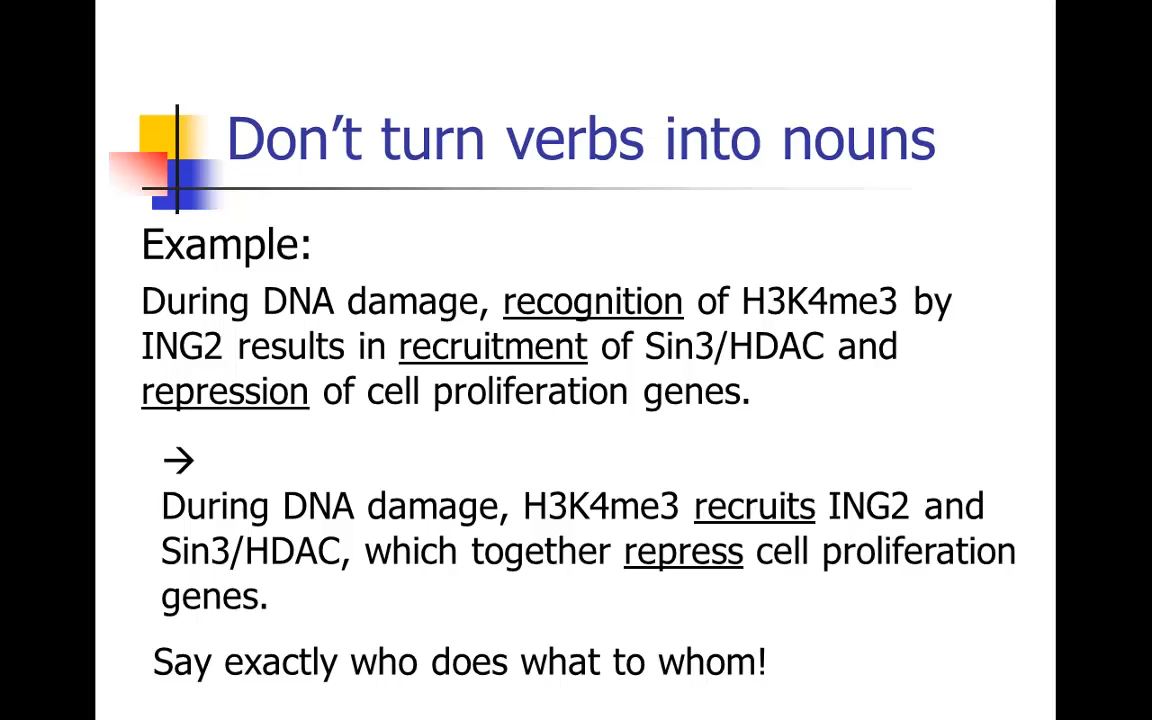 Don’t turn verbs into nouns
Example:
During DNA damage, recognition of H3K4me3 by
ING2 results in recruitment of Sin3/HDAC and
repression of cell proliferation genes.
→
During DNA damage, H3K4me3 recruits ING2 and
Sin3/HDAC, which together repress cell proliferation
genes.
Say exactly who does what to whom!